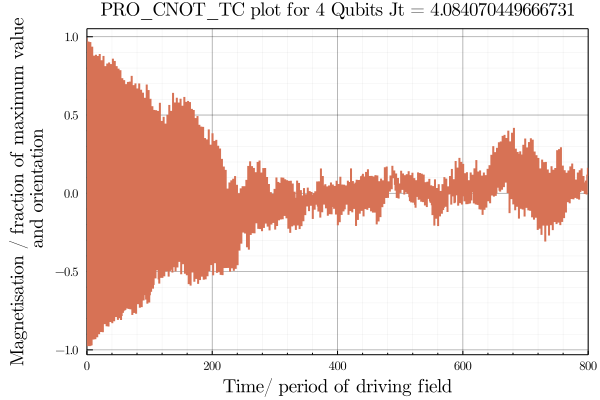 PRO_CNOT_TC plot for 4 Qubits Jt = 4.084070449666731
Magnetisation / fraction of maximum value
and orientation
1.0
0.5
0.0
−0.5
−1.0
0 200 400 600 800
Time/ period of driving field